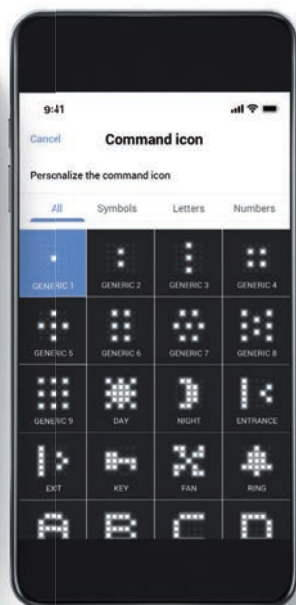 9:41
Cancel Command icon
Personalize the command icon
All Symbols Letters Numbers
GENERIC 1 GENERIC 2 GENERIC 3 GENERIC 4
GENERIC 5 GENERIC 6 GENERIC 7 GENERIC 8
GENERIC 9 DAY NIGHT ENTRANCE
EXIT KEY FAN RING
A B C D